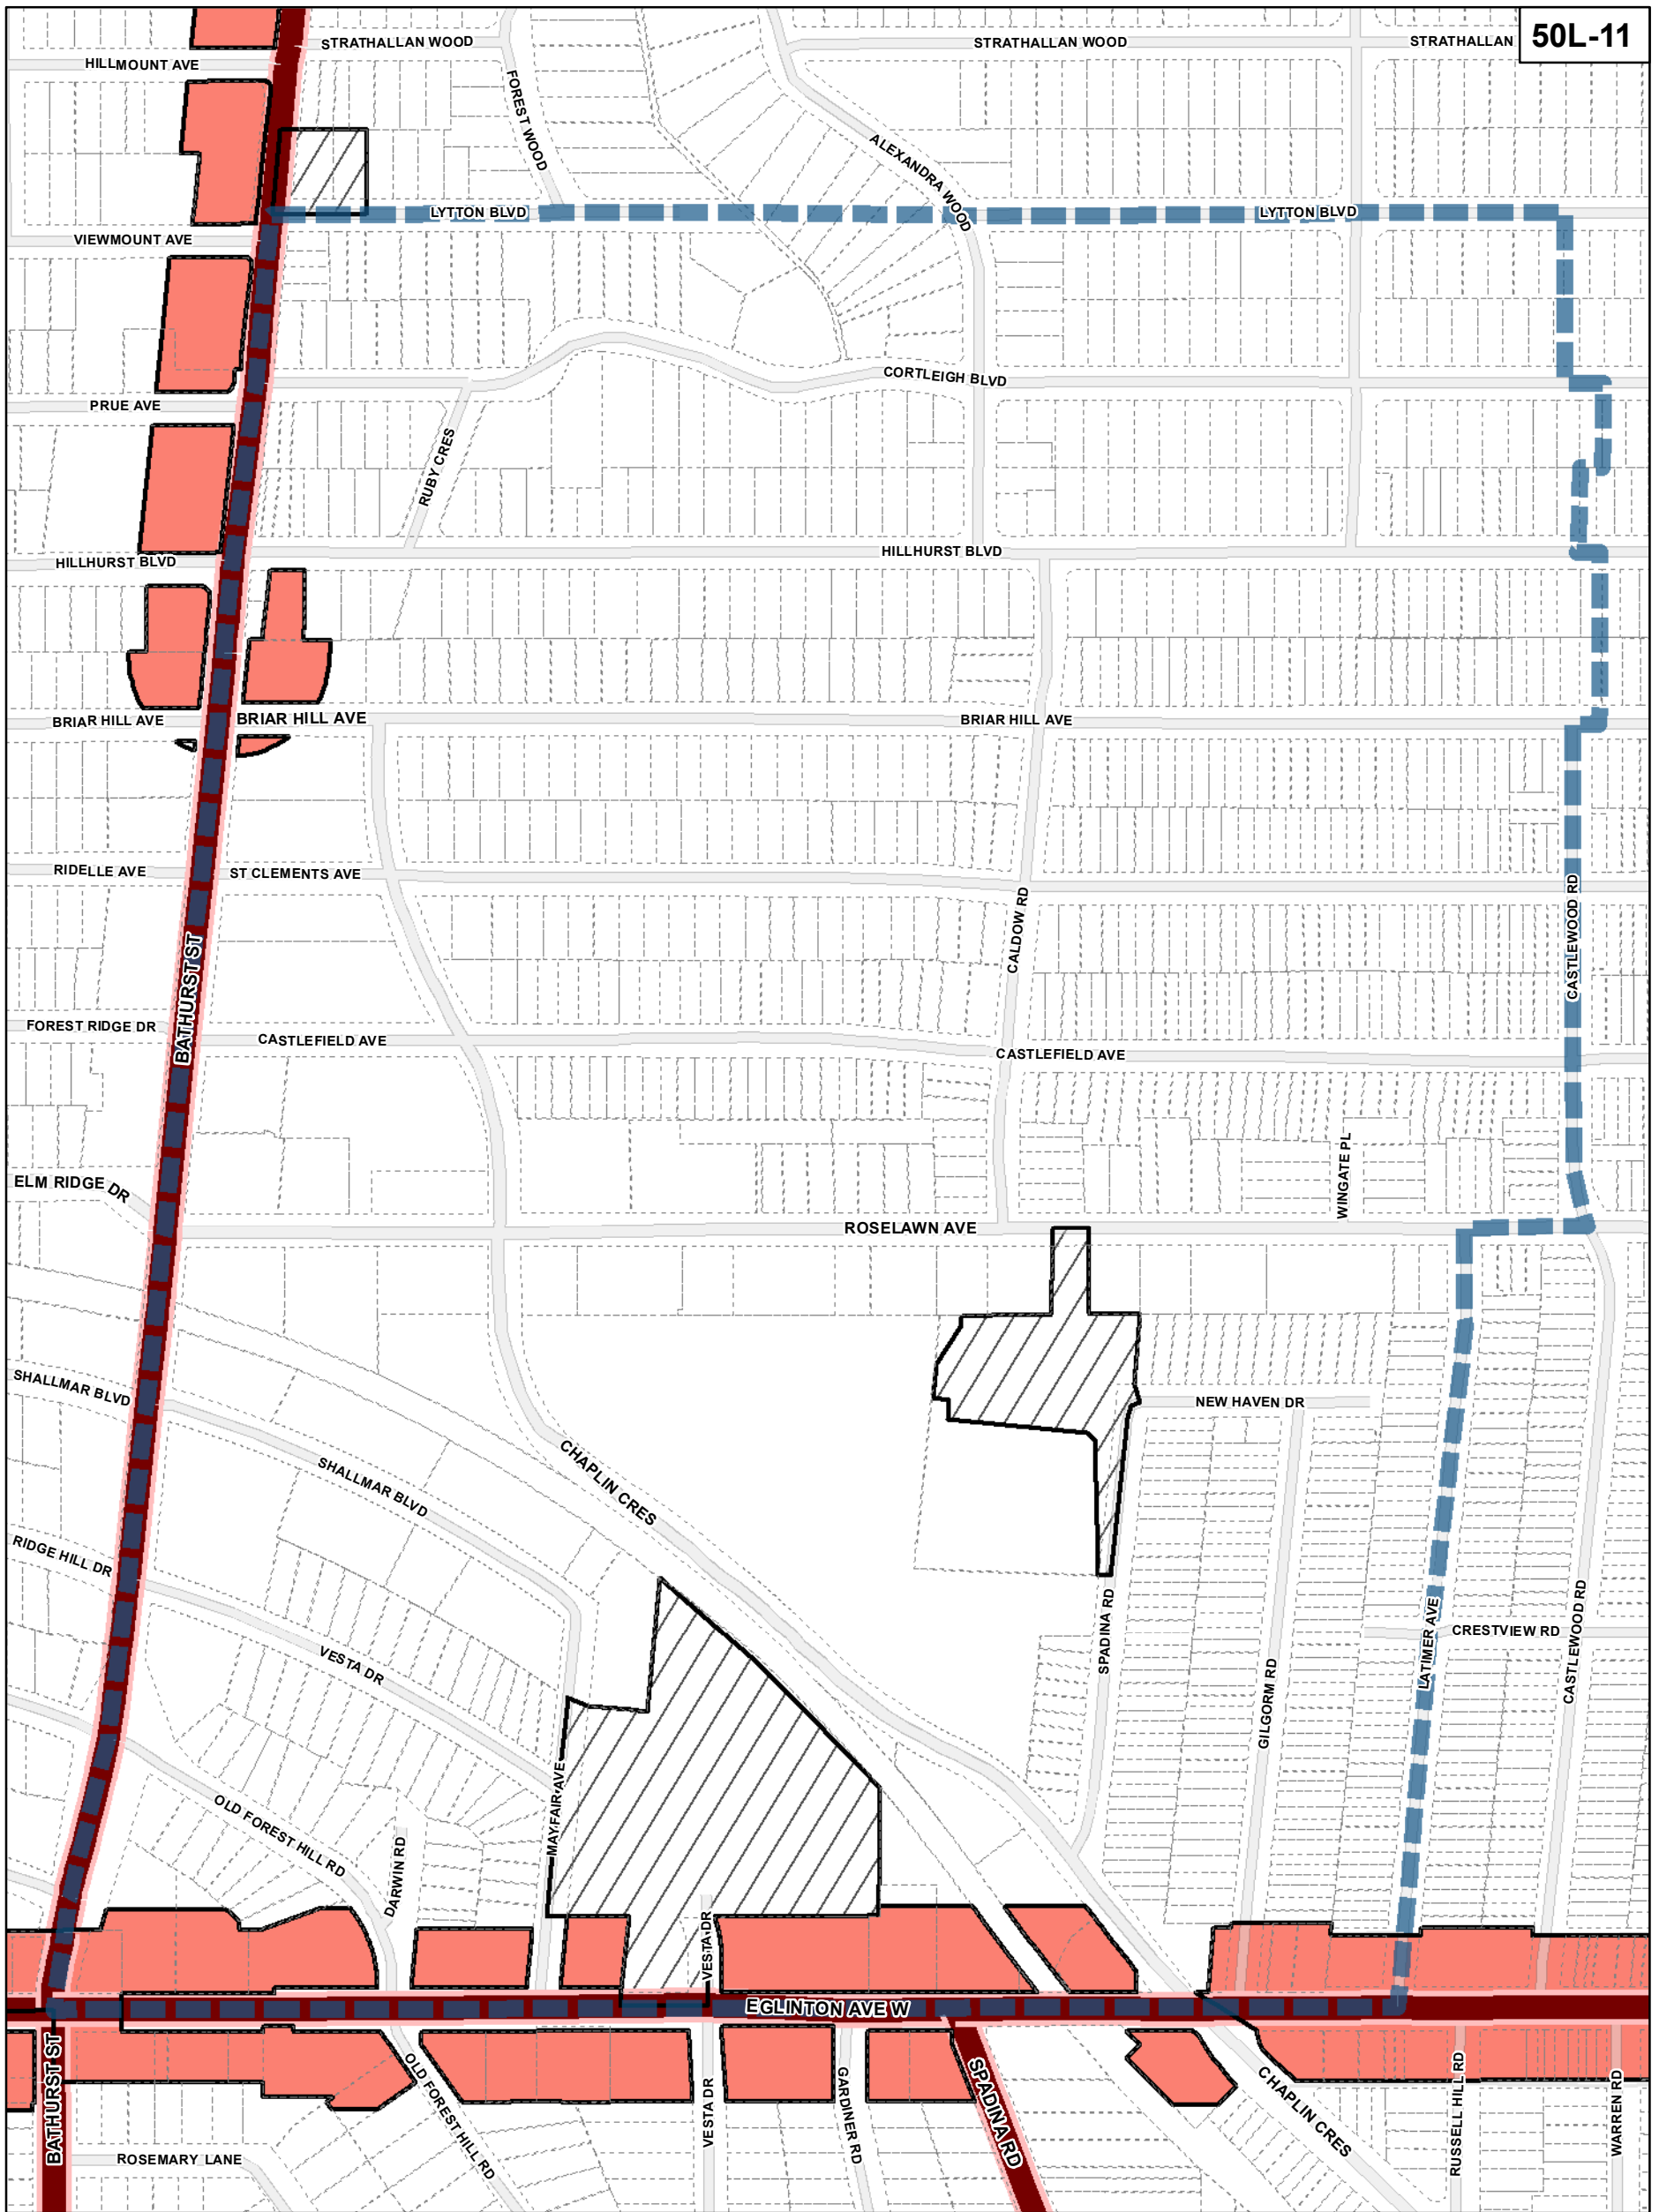 50L-11
STRATHALLAN WOOD
STRATHALLAN WOOD
STRATHALLAN
HILLMOUNT AVE
FOREST WOOD
ALEXANDRA WOOD
LYTTON BLVD
LYTTON BLVD
VIEWMOUNT AVE
CORTLEIGH BLVD
PRUE AVE
RUBY CRES
HILLHURST BLVD
HILLHURST BLVD
BRIAR HILL AVE
BRIAR HILL AVE
BRIAR HILL AVE
RIDELLE AVE
ST CLEMENTS AVE
CALDOW RD
CASTLEWOOD RD
BATHURST ST
FOREST RIDGE DR
CASTLEFIELD AVE
CASTLEFIELD AVE
WINGATE PL
ELM RIDGE DR
ROSELAWN AVE
SHALLMAR BLVD
NEW HAVEN DR
CHAPLIN CRES
SHALLMAR BLVD
RIDGE HILL DR
SPADINA RD
LATIMER AVE
CRESTVIEW RD
CASTLEWOOD RD
VESTA DR
GILGORM RD
MAYFAIR AVE
OLD FOREST HILL RD
DARWIN RD
VESTA DR
EGLINTON AVE W
BATHURST ST
OLD FOREST HILL RD
VESTA DR
GARDINER RD
SPADINA RD
CHAPLIN CRES
RUSSELL HILL RD
WARREN RD
ROSEMARY LANE